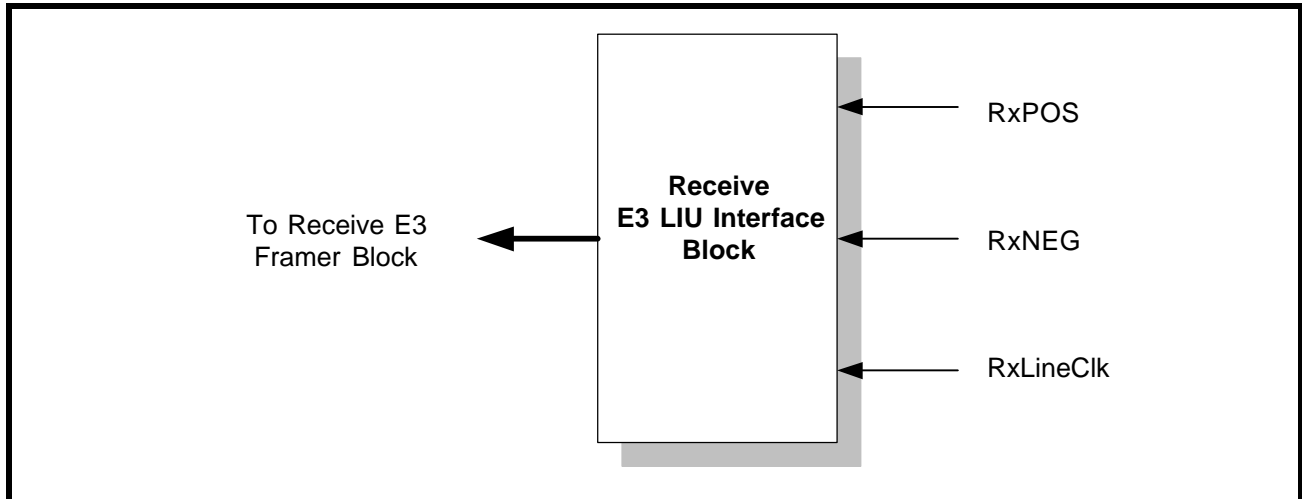 To Receive E3
Framer Block
Receive
E3 LIU Interface
Block
RxPOS
RxNEG
RxLineClk